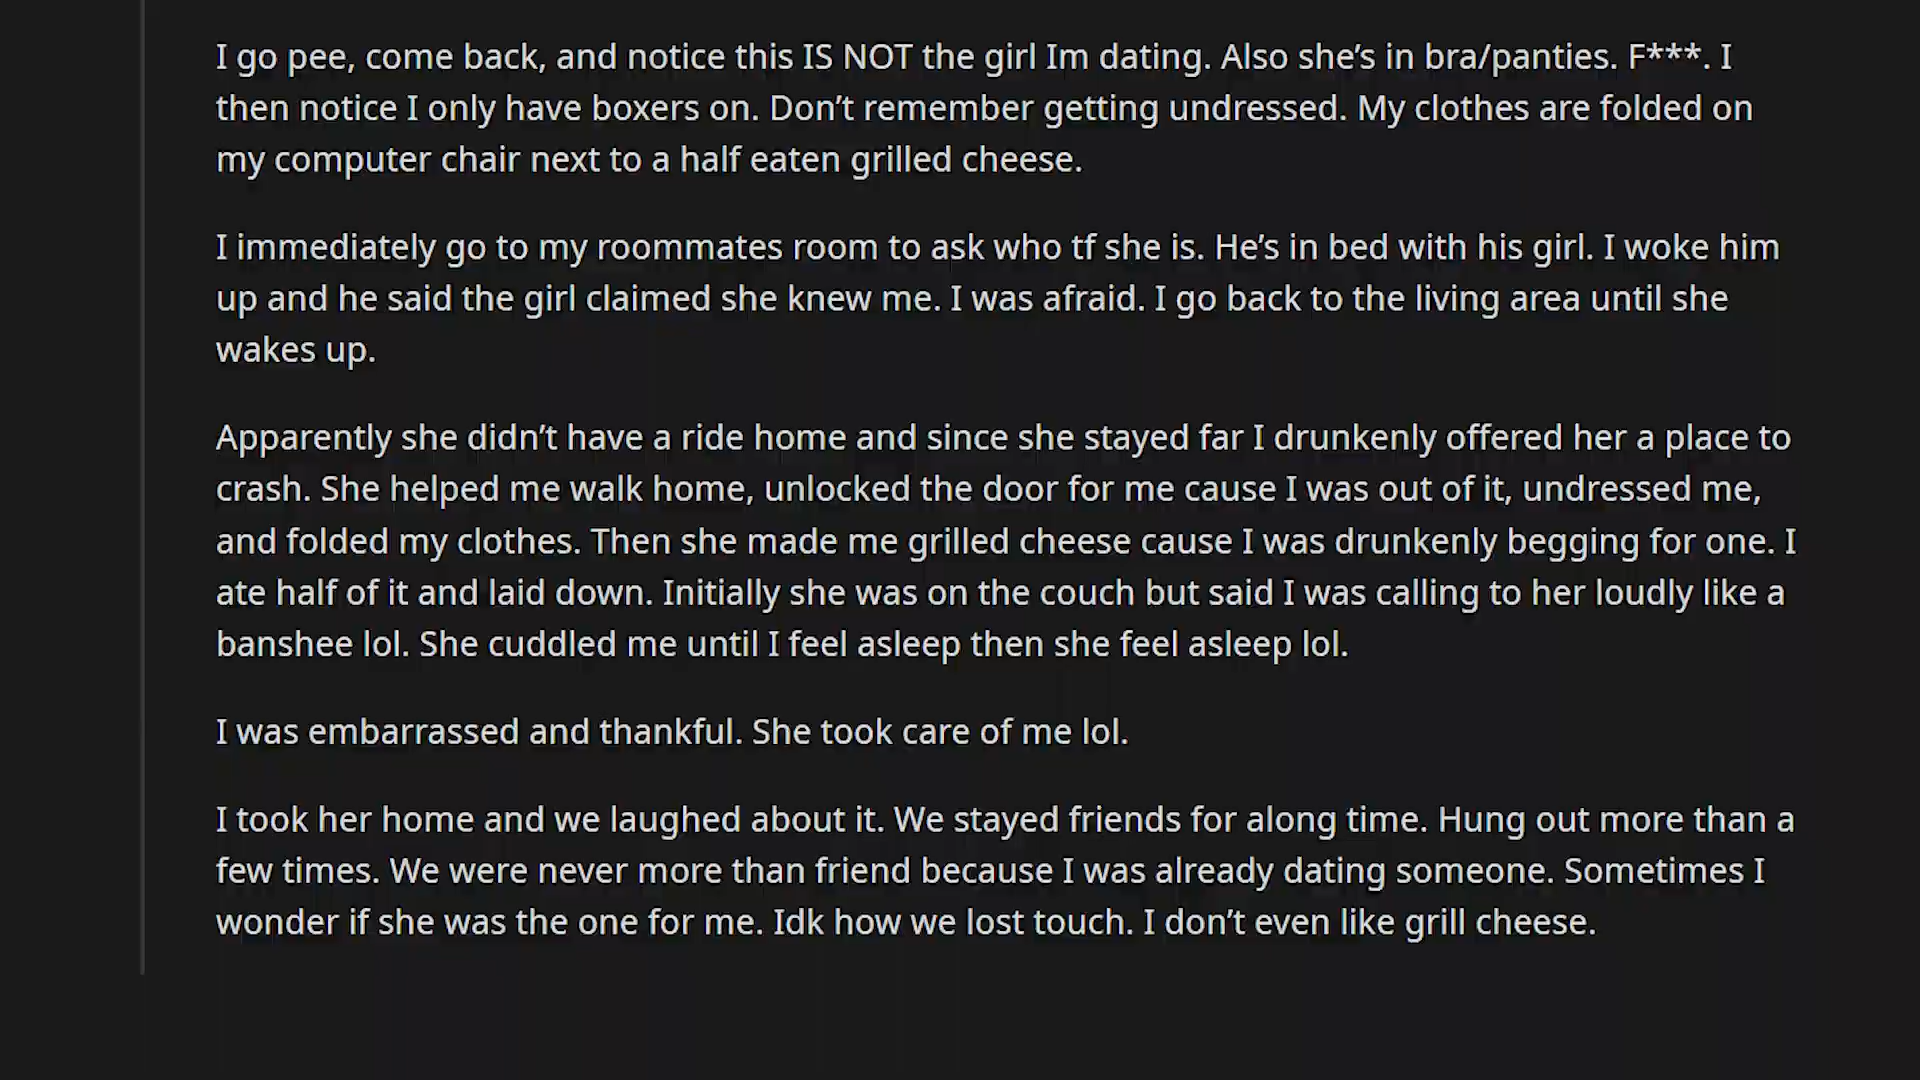 I go pee, come back, and notice this IS NOT the girl Im dating. Also she’s in bra/panties. F***. I
then notice I only have boxers on. Don’t remember getting undressed. My clothes are folded on
my computer chair next to a half eaten grilled cheese.
I immediately go to my roommates room to ask who tf she is. He’s in bed with his girl. I woke him
up and he said the girl claimed she knew me. I was afraid. I go back to the living area until she
wakes up.
Apparently she didn’t have a ride home and since she stayed far I drunkenly offered her a place to
crash. She helped me walk home, unlocked the door for me cause I was out of it, undressed me,
and folded my clothes. Then she made me grilled cheese cause I was drunkenly begging for one. I
ate half of it and laid down. Initially she was on the couch but said I was calling to her loudly like a
banshee lol. She cuddled me until I feel asleep then she feel asleep lol.
I was embarrassed and thankful. She took care of me lol.
I took her home and we laughed about it. We stayed friends for along time. Hung out more than a
few times. We were never more than friend because I was already dating someone. Sometimes I
wonder if she was the one for me. Idk how we lost touch. I don’t even like grill cheese.